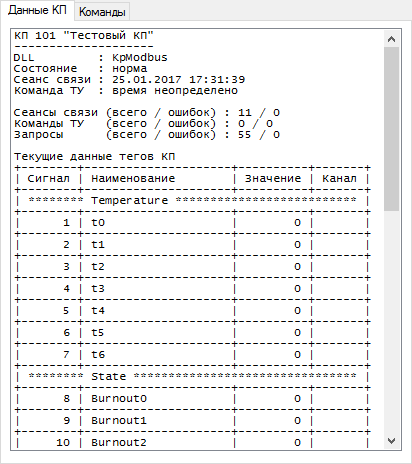 Данные КП Команды
КП 101 "Тестовый КП"
----------------------
DLL : KpModbus
Состояние : норма
Сеанс связи : 25.01.2017 17:31:39
Команда ТУ : время неопределено
Сеансы связи (всего / ошибок) : 11 / 0
Команды ТУ (всего / ошибок) : 0 / 0
Запросы (всего / ошибок) : 55 / 0
Текущие данные тегов КП
| Сигнал | Наименование | Значение | Канал |
| ******** Temperature ************************** |
| 1 | t0 | 0 | |
| 2 | t1 | 0 | |
| 3 | t2 | 0 | |
| 4 | t3 | 0 | |
| 5 | t4 | 0 | |
| 6 | t5 | 0 | |
| 7 | t6 | 0 | |
| ******** State ******************************** |
| 8 | Burnout0 | 0 | |
| 9 | Burnout1 | 0 | |
| 10 | Burnout2 | 0 | |